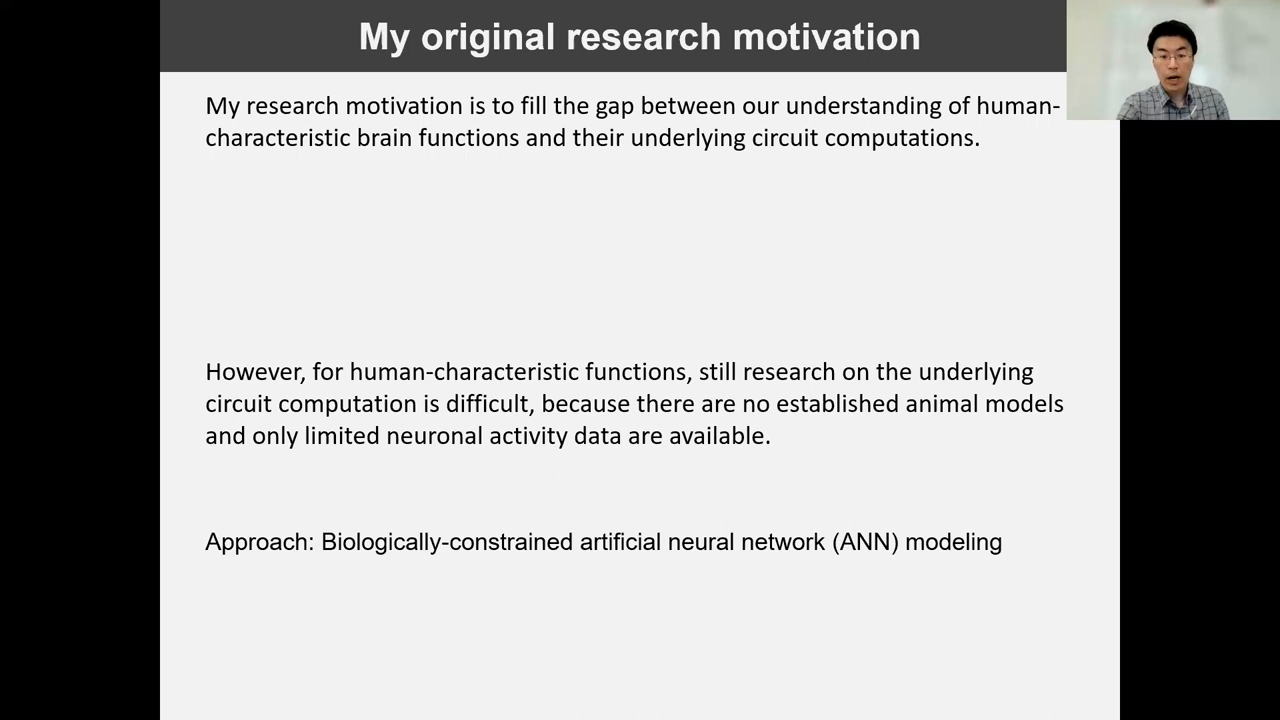 My original research motivation
My research motivation is to fill the gap between our understanding of human-
characteristic brain functions and their underlying circuit computations.
However, for human-characteristic functions, still research on the underlying
circuit computation is difficult, because there are no established animal models
and only limited neuronal activity data are available.
Approach: Biologically-constrained artificial neural network (ANN) modeling